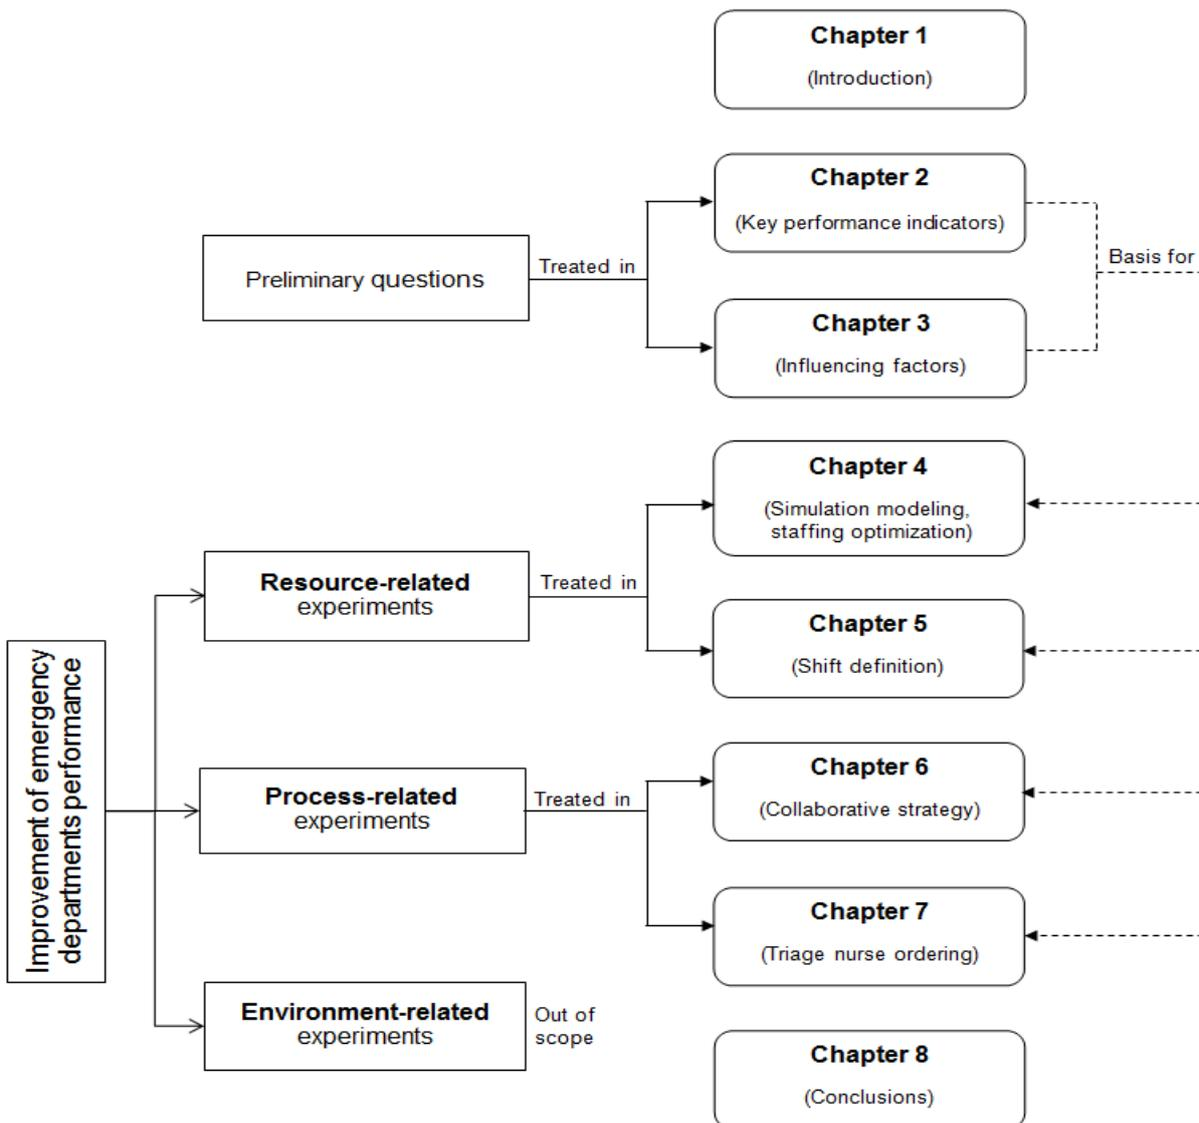 Chapter 1
(Introduction)
Chapter 2
(Key performance indicators)
Preliminary questions
Treated in
Basis for
Chapter 3
(Influencing factors)
Chapter 4
(Simulation modeling,
staffing optimization)
Resource-related
experiments
Treated in
Chapter 5
(Shift definition)
Improvement of emergency
departments performance
Process-related
experiments
Treated in
Chapter 6
(Collaborative strategy)
Chapter 7
(Triage nurse ordering)
Environment-related
experiments
Out of
scope
Chapter 8
(Conclusions)